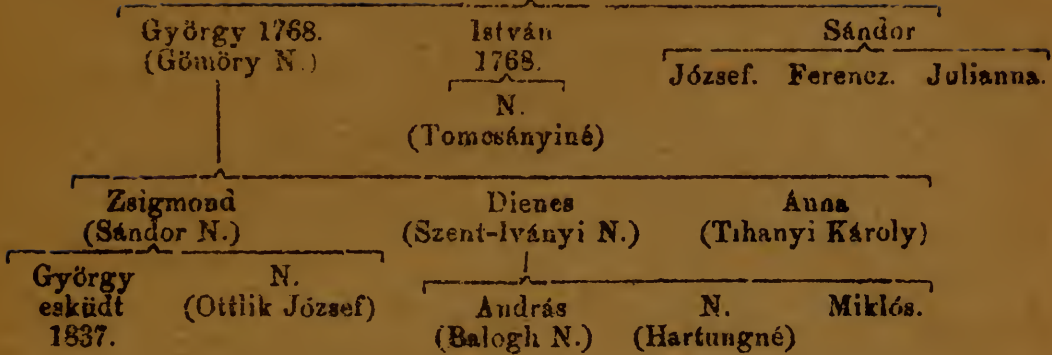 György 1768. István Sándor
(Gömöry N.) 1768. József. Ferencz. Julianna.
N.
(Tomcsányiné)
Zsigmond Dienes Anna
(Sándor N.) (Szent-Iványi N.) (Tihanyi Károly)
György N. András N. Miklós.
esküdt (Ottlik József) (Balogh N.) (Hartungné)
1837.